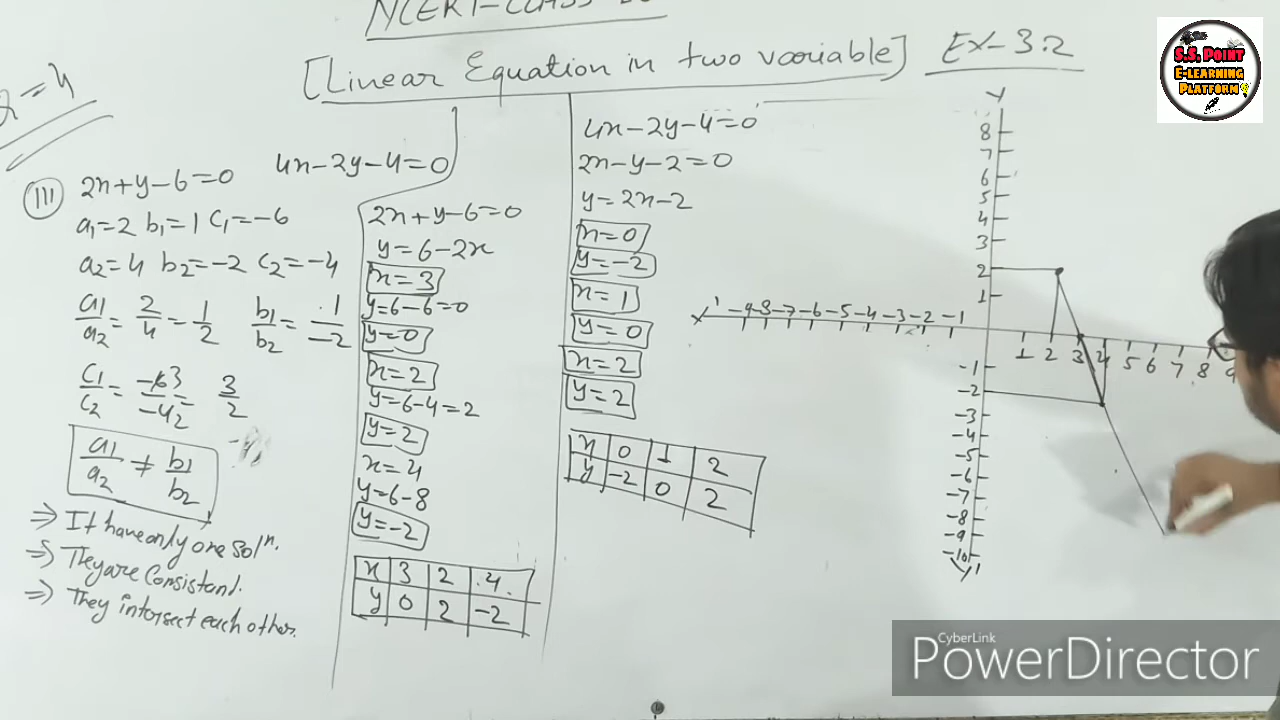 NCERT-CLASS
[Linear Equation in two vaariable] EX-3.2
=4
(III) 2x+y-6=0 4x-2y-4=0
a1=2 b1=1 C1=-6
a2=4 b2=-2 C2=-4
a1/a2 = 2/4 = 1/2 b1/b2 = 1/-2
C1/C2 = -63/-42 = 3/2
a1/a2 ≠ b1/b2
⇒ It have only one solⁿ.
⇒ They are Consistand.
⇒ They intersect each other.
2x+y-6=0
y=6-2x
x=3
y=6-6=0
y=0
x=2
y=6-4=2
y=2
x=4
y=6-8
y=-2
x 3 2 4
y 0 2 -2
4x-2y-4=0
2x-y-2=0
y=2x-2
x=0
y=-2
x=1
y=0
x=2
y=2
x 0 1 2
y -2 0 2
Y
8
7
6
5
4
3
2
1
X' -9 -8 -7 -6 -5 -4 -3 -2 -1
1 2 3 4 5 6 7 8 9
-1
-2
-3
-4
-5
-6
-7
-8
-9
-10
Y'
S.S. POINT
E-LEARNING
PLATFORM
CyberLink
PowerDirector